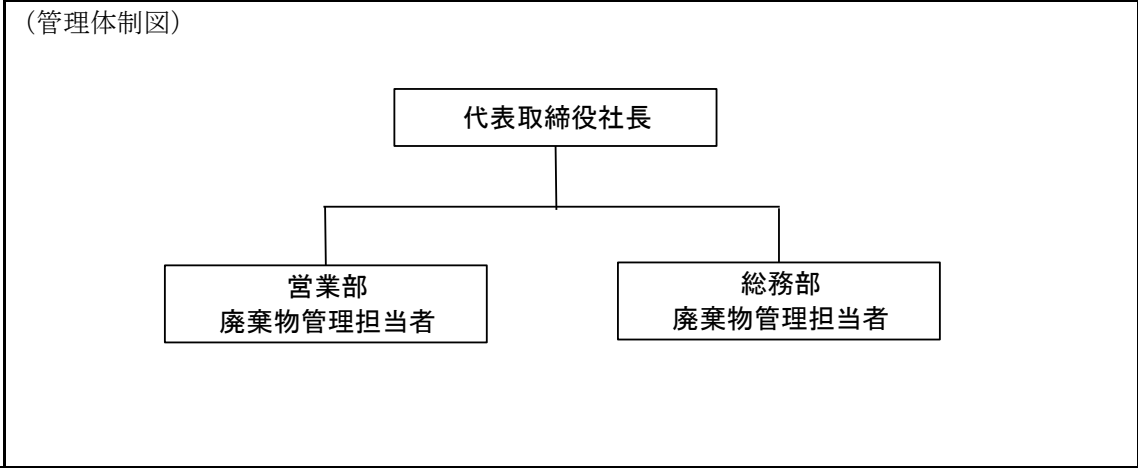 （管理体制図）
代表取締役社長
営業部
廃棄物管理担当者
総務部
廃棄物管理担当者